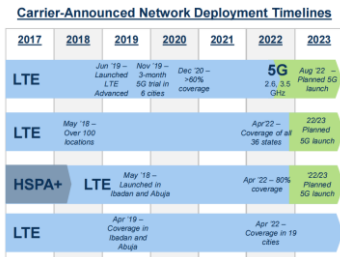 Carrier-Announced Network Deployment Timelines
2017 2018 2019 2020 2021 2022 2023
LTE
Jun '19 –
Launched
LTE
Advanced
Nov '19 –
3-month
5G trial in
6 cities
Dec '20 –
>60%
coverage
5G
2.6, 3.5
GHz
Aug '22 –
Planned 5G
launch
LTE
May '18 –
Over 100
locations
Apr'22 –
Coverage of all
36 states
22/23
Planned
5G launch
HSPA+
LTE
May '18 –
Launched in
Ibadan and Abuja
Apr '22 – 80%
coverage
'22/23
Planned
5G launch
LTE
Apr '19 –
Coverage in
Ibadan and
Abuja
Apr '22 –
Coverage in 19
cities